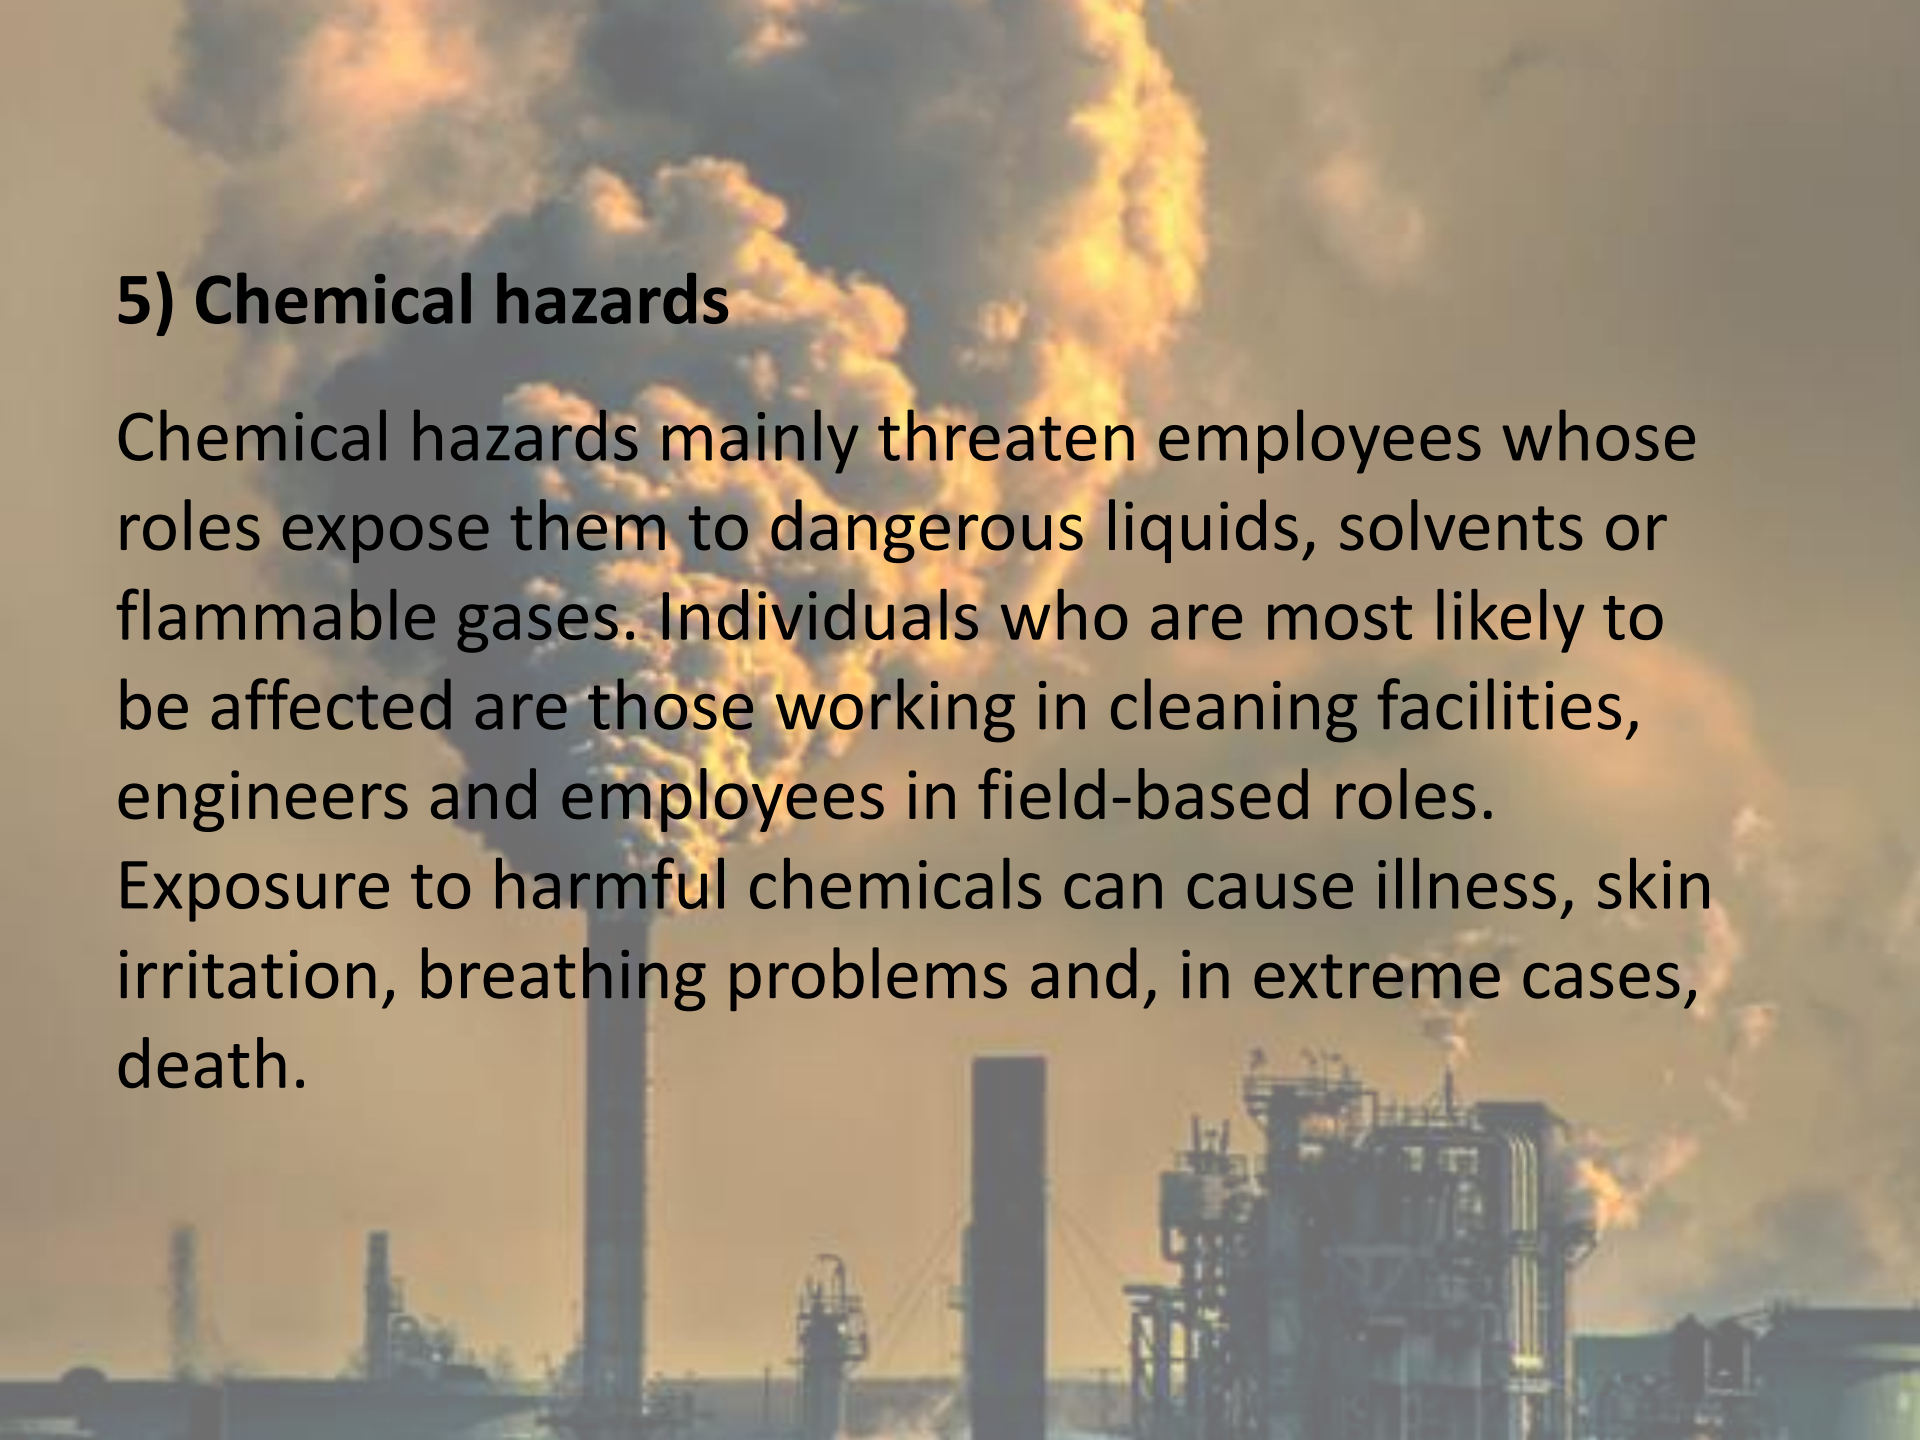 5) Chemical hazards
Chemical hazards mainly threaten employees whose
roles expose them to dangerous liquids, solvents or
flammable gases. Individuals who are most likely to
be affected are those working in cleaning facilities,
engineers and employees in field-based roles.
Exposure to harmful chemicals can cause illness, skin
irritation, breathing problems and, in extreme cases,
death.